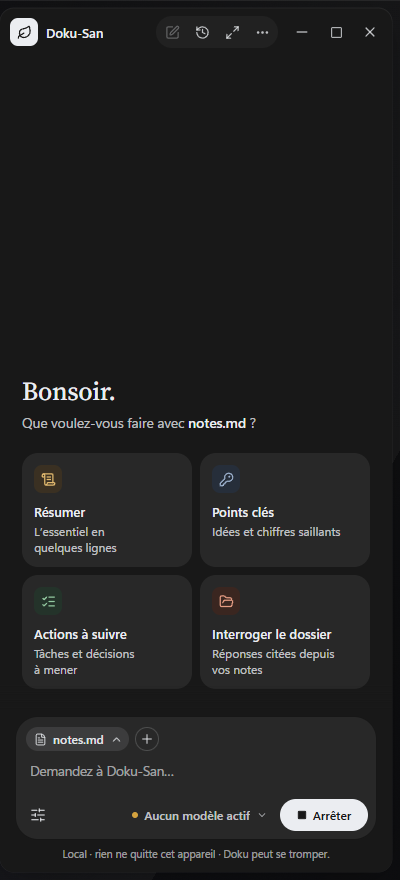 Doku-San
Bonsoir.
Que voulez-vous faire avec notes.md ?
Résumer
L'essentiel en
quelques lignes
Points clés
Idées et chiffres saillants
Actions à suivre
Tâches et décisions
à mener
Interroger le dossier
Réponses citées depuis
vos notes
notes.md
Demandez à Doku-San...
Aucun modèle actif
Arrêter
Local · rien ne quitte cet appareil · Doku peut se tromper.